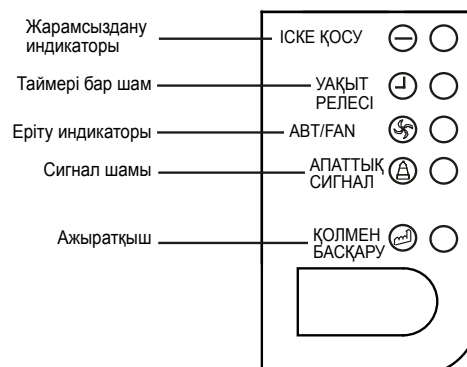 Жарамсыздану
индикаторы
ІСКЕ ҚОСУ
Таймері бар шам
УАҚЫТ
РЕЛЕСІ
Еріту индикаторы
АВТ/FAN
Сигнал шамы
АПАТТЫҚ
СИГНАЛ
Ажыратқыш
ҚОЛМЕН
БАСҚАРУ